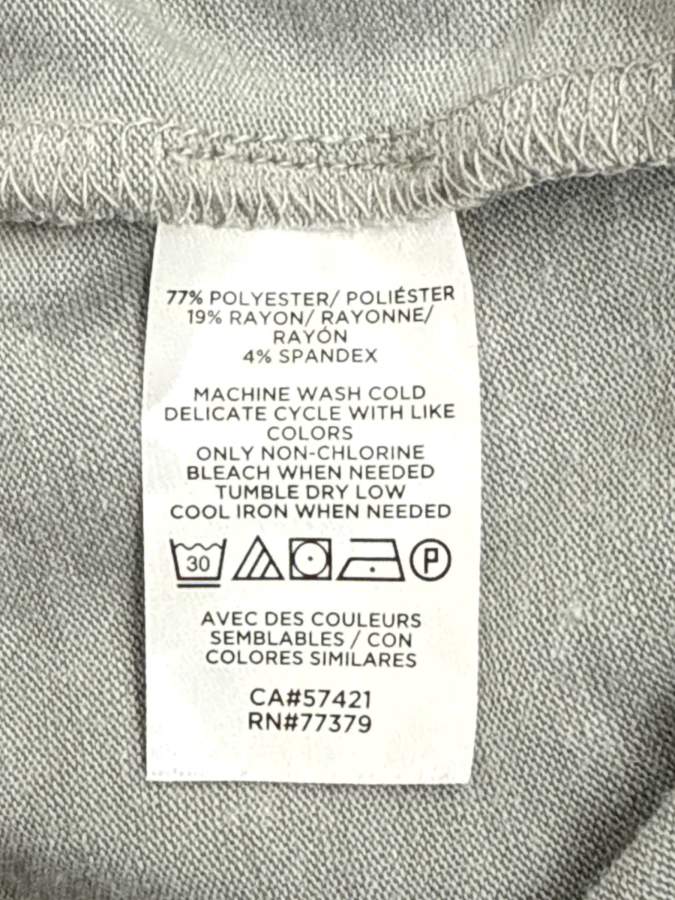 77% POLYESTER/ POLIÉSTER
19% RAYON/ RAYONNE/
RAYÓN
4% SPANDEX
MACHINE WASH COLD
DELICATE CYCLE WITH LIKE
COLORS
ONLY NON-CHLORINE
BLEACH WHEN NEEDED
TUMBLE DRY LOW
COOL IRON WHEN NEEDED
30 P
AVEC DES COULEURS
SEMBLABLES / CON
COLORES SIMILARES
CA#57421
RN#77379